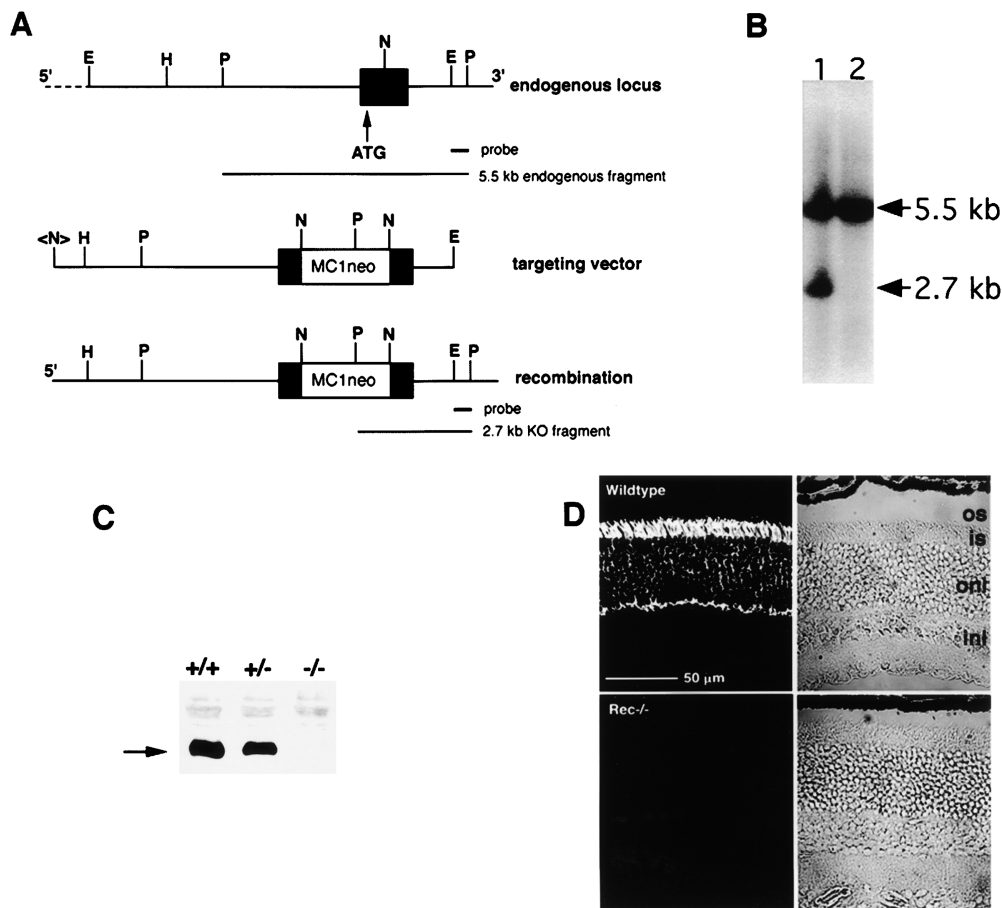 A
E H P N E P
5' 3' endogenous locus
ATG
probe
5.5 kb endogenous fragment
<N> H P N P N E
MC1neo
targeting vector
H P N P N E P
5' MC1neo
recombination
probe
2.7 kb KO fragment
B
1 2
5.5 kb
2.7 kb
C
+/+ +/- -/-
D
Wildtype
50 μm
os
is
onl
inl
Rec-/-